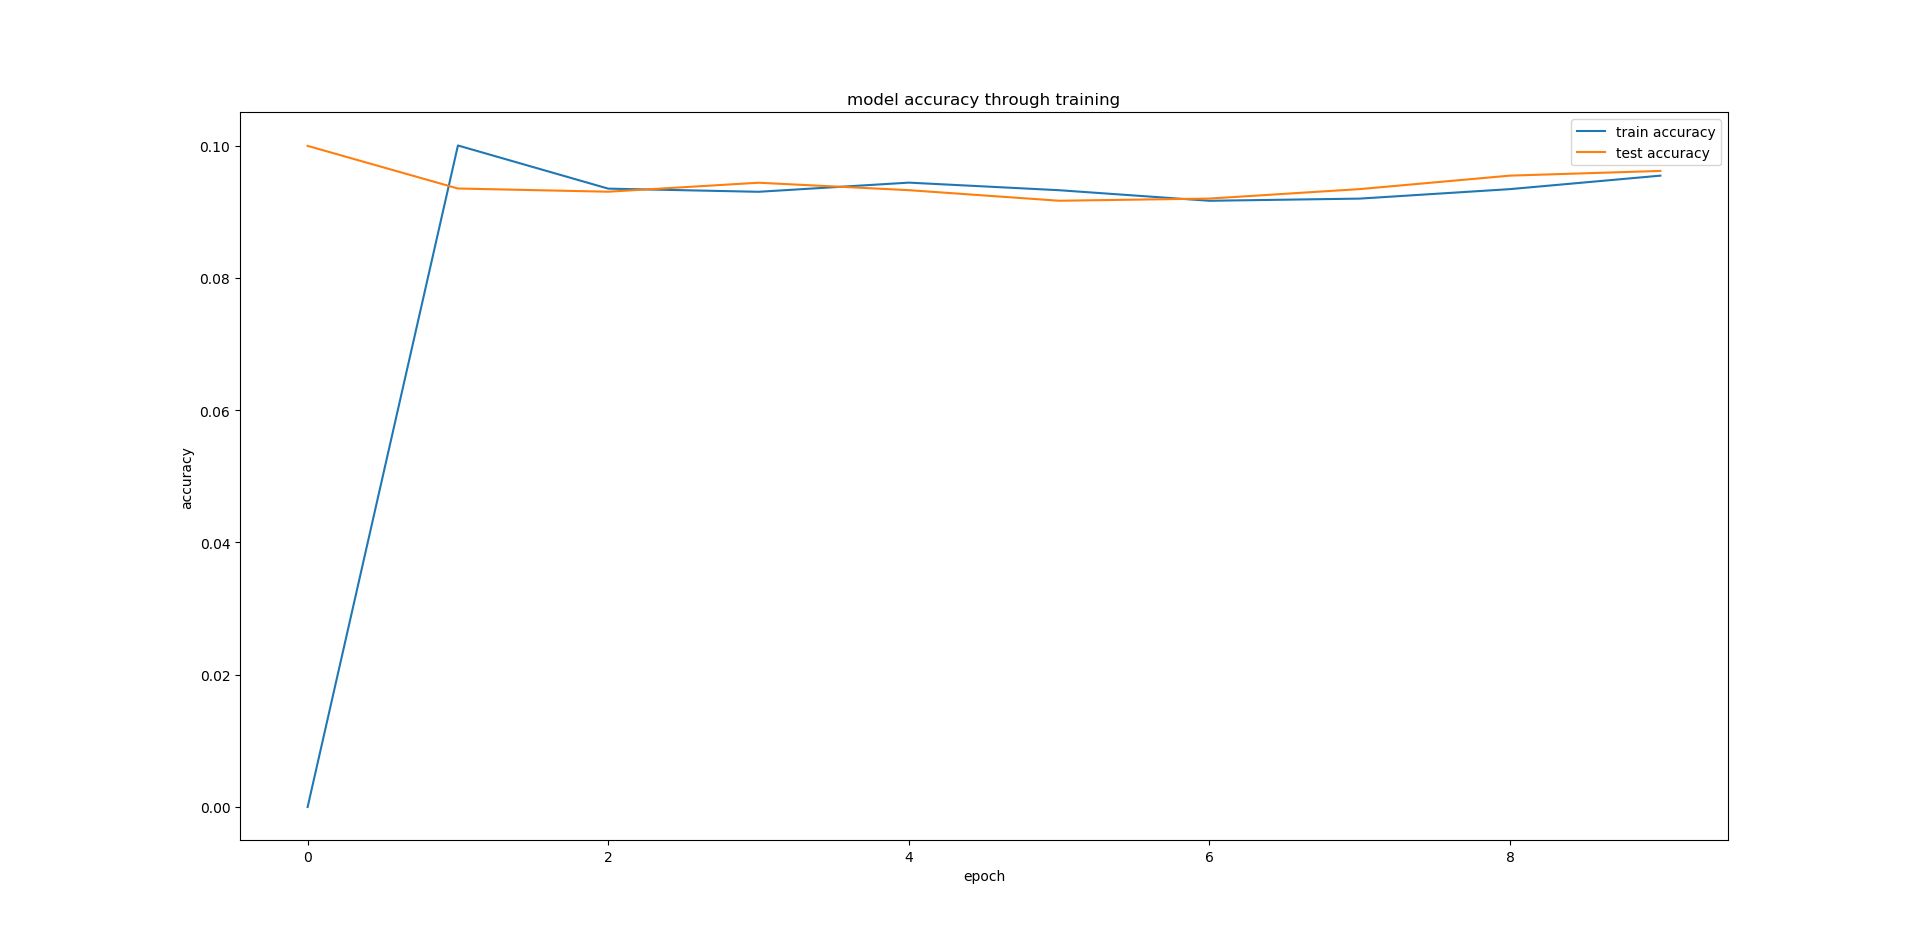 model accuracy through training
train accuracy
test accuracy
0.10
0.08
0.06
0.04
0.02
0.00
accuracy
0 2 4 6 8
epoch